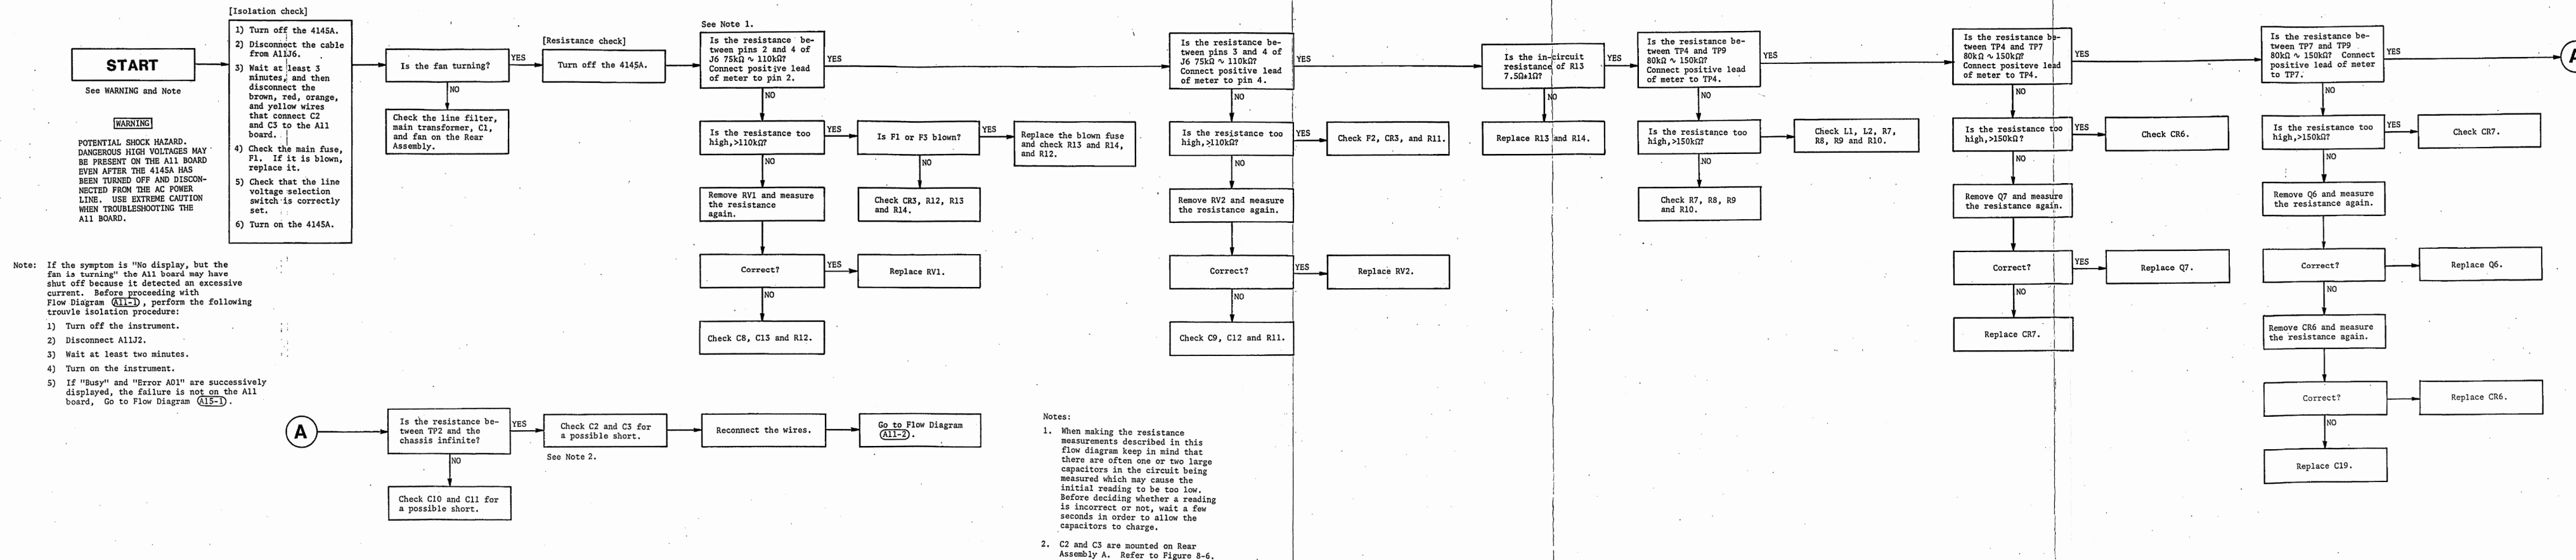 [Isolation check]
START
See WARNING and Note
WARNING
POTENTIAL SHOCK HAZARD.
DANGEROUS HIGH VOLTAGES MAY
BE PRESENT ON THE A11 BOARD
EVEN AFTER THE 4145A HAS
BEEN TURNED OFF AND DISCON-
NECTED FROM THE AC POWER
LINE. USE EXTREME CAUTION
WHEN TROUBLESHOOTING THE
A11 BOARD.
1) Turn off the 4145A.
2) Disconnect the cable
from A11J6.
3) Wait at least 3
minutes, and then
disconnect the
brown, red, orange,
and yellow wires
that connect C2
and C3 to the A11
board.
4) Check the main fuse,
F1. If it is blown,
replace it.
5) Check that the line
voltage selection
switch is correctly
set.
6) Turn on the 4145A.
Is the fan turning?
YES
NO
Check the line filter,
main transformer, C1,
and fan on the Rear
Assembly.
[Resistance check]
Turn off the 4145A.
See Note 1.
Is the resistance be-
tween pins 2 and 4 of
J6 75kΩ ~ 110kΩ?
Connect positive lead
of meter to pin 2.
YES
NO
Is the resistance too
high,>110kΩ?
YES
NO
Is F1 or F3 blown?
YES
NO
Replace the blown fuse
and check R13 and R14,
and R12.
Check CR3, R12, R13
and R14.
Remove RV1 and measure
the resistance
again.
Correct?
YES
Replace RV1.
NO
Check C8, C13 and R12.
Is the resistance be-
tween pins 3 and 4 of
J6 75kΩ ~ 110kΩ?
Connect positive lead
of meter to pin 4.
YES
NO
Is the resistance too
high,>110kΩ?
YES
Check F2, CR3, and R11.
NO
Remove RV2 and measure
the resistance again.
Correct?
YES
Replace RV2.
NO
Check C9, C12 and R11.
Is the in-circuit
resistance of R13
7.5Ω±1Ω?
YES
NO
Replace R13 and R14.
Is the resistance be-
tween TP4 and TP9
80kΩ ~ 150kΩ?
Connect positive lead
of meter to TP4.
YES
NO
Is the resistance too
high,>150kΩ?
Check L1, L2, R7,
R8, R9 and R10.
NO
Check R7, R8, R9
and R10.
Is the resistance be-
tween TP4 and TP7
80kΩ ~ 150kΩ?
Connect positeve lead
of meter to TP4.
YES
NO
Is the resistance too
high,>150kΩ?
YES
Check CR6.
NO
Remove Q7 and measure
the resistance again.
Correct?
YES
Replace Q7.
NO
Replace CR7.
Is the resistance be-
tween TP7 and TP9
80kΩ ~ 150kΩ? Connect
positive lead of meter
to TP7.
YES
A
NO
Is the resistance too
high,>150kΩ?
YES
Check CR7.
NO
Remove Q6 and measure
the resistance again.
Correct?
Replace Q6.
NO
Remove CR6 and measure
the resistance again.
Correct?
Replace CR6.
NO
Replace C19.
Note: If the symptom is "No display, but the
fan is turning" the A11 board may have
shut off because it detected an excessive
current. Before proceeding with
Flow Diagram A11-1, perform the following
trouvle isolation procedure:
1) Turn off the instrument.
2) Disconnect A11J2.
3) Wait at least two minutes.
4) Turn on the instrument.
5) If "Busy" and "Error A01" are successively
displayed, the failure is not on the A11
board, Go to Flow Diagram A15-1.
A
Is the resistance be-
tween TP2 and the
chassis infinite?
YES
NO
Check C10 and C11 for
a possible short.
Check C2 and C3 for
a possible short.
See Note 2.
Reconnect the wires.
Go to Flow Diagram
A11-2.
Notes:
1. When making the resistance
measurements described in this
flow diagram keep in mind that
there are often one or two large
capacitors in the circuit being
measured which may cause the
initial reading to be too low.
Before deciding whether a reading
is incorrect or not, wait a few
seconds in order to allow the
capacitors to charge.
2. C2 and C3 are mounted on Rear
Assembly A. Refer to Figure 8-6.